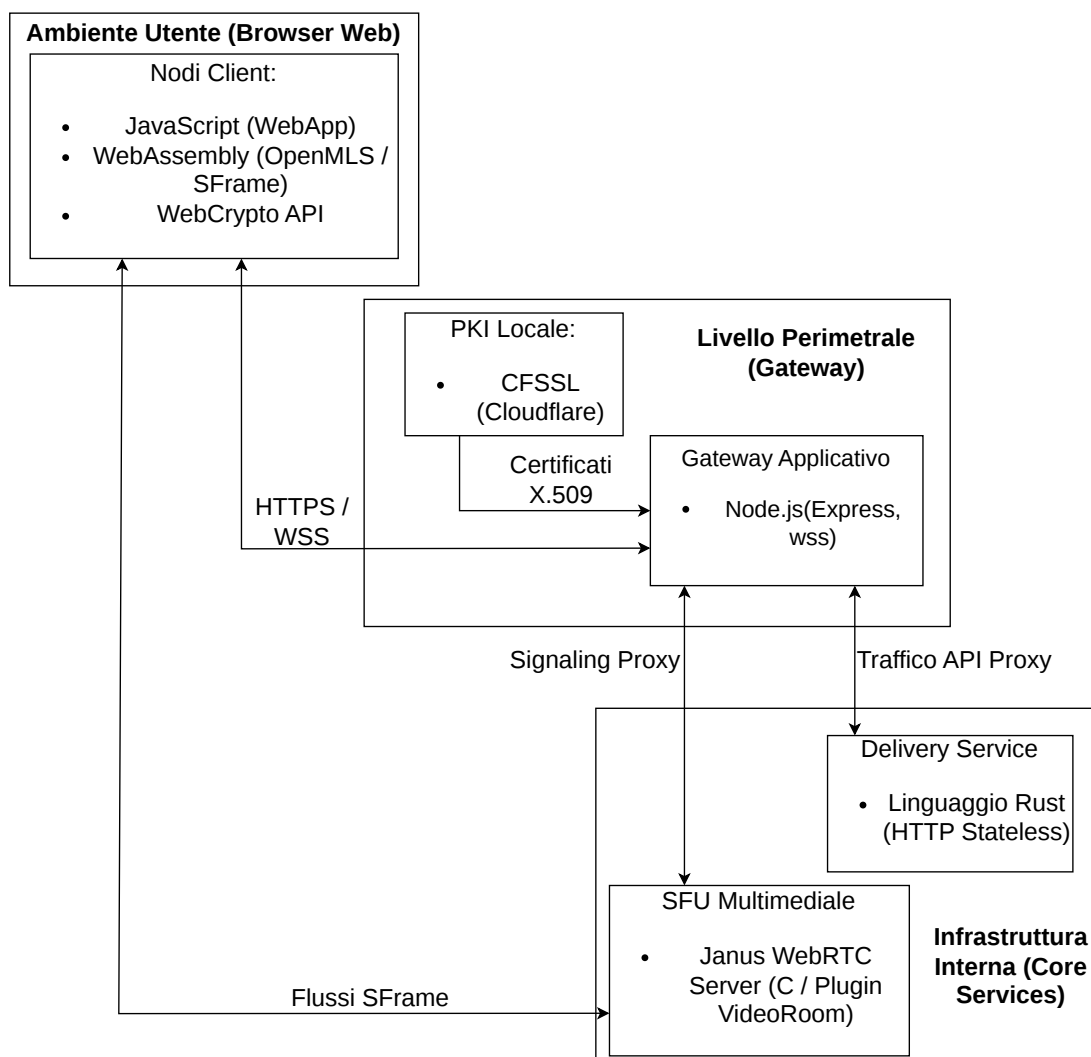 Ambiente Utente (Browser Web)
Nodi Client:
• JavaScript (WebApp)
• WebAssembly (OpenMLS /
SFrame)
• WebCrypto API
PKI Locale:
• CFSSL
(Cloudflare)
Livello Perimetrale
(Gateway)
Certificati
X.509
Gateway Applicativo
• Node.js(Express,
wss)
HTTPS /
WSS
Signaling Proxy
Traffico API Proxy
Delivery Service
• Linguaggio Rust
(HTTP Stateless)
SFU Multimediale
• Janus WebRTC
Server (C / Plugin
VideoRoom)
Infrastruttura
Interna (Core
Services)
Flussi SFrame